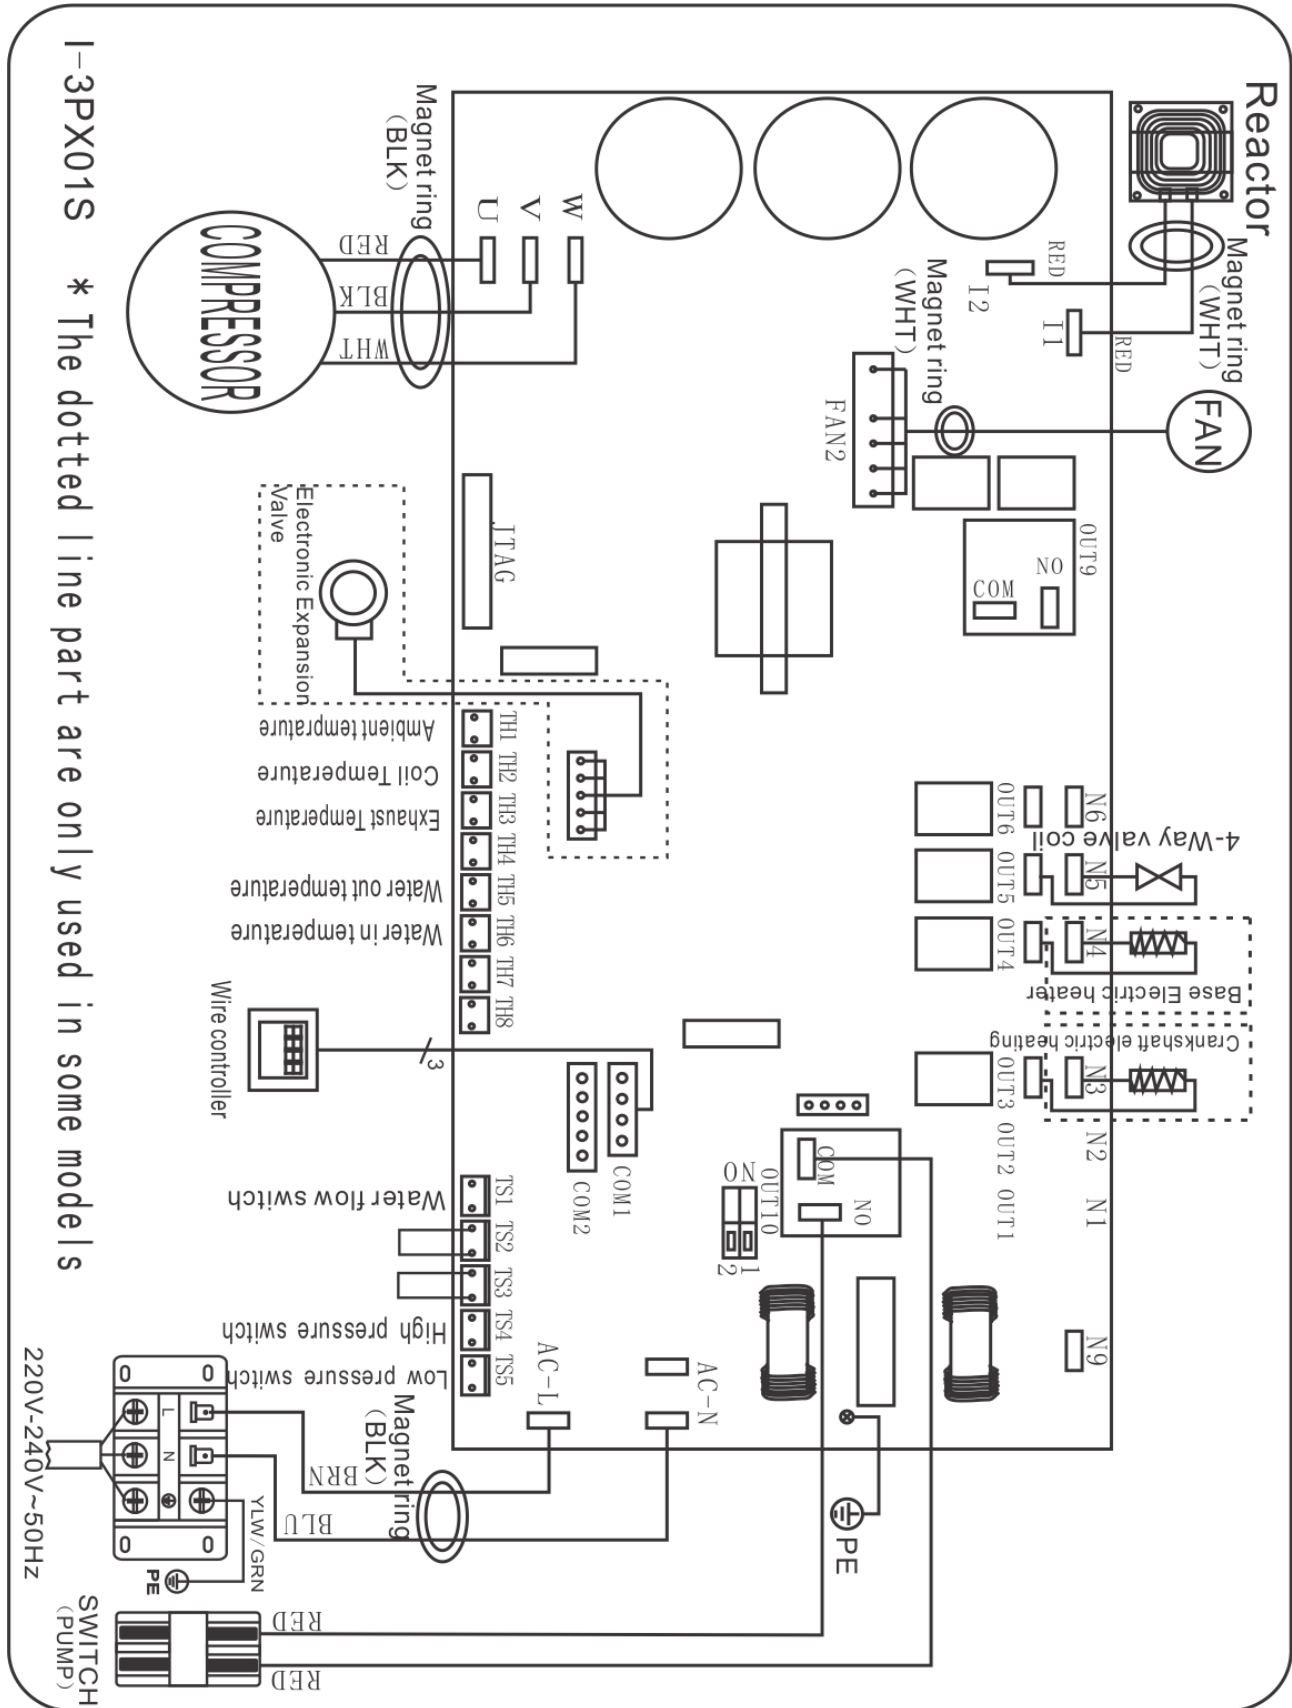 Reactor
Magnet ring
(WHT)
RED
RED
I2
I1
Magnet ring
(WHT)
FAN
FAN2
OUT9
NO
COM
W
V
U
Magnet ring
(BLK)
RED
BLK
WHT
COMPRESSOR
JTAG
Electronic Expansion
Valve
TH1
TH2
TH3
TH4
TH5
TH6
TH7
TH8
Ambient temprature
Coil Temperature
Exhaust Temperature
Water out temperature
Water in temperature
Wire controller
3
COM1
COM2
N6
OUT6
4-Way valve coil
N5
OUT5
N4
OUT4
Base Electric heater
Crankshaft electric heating
N3
OUT3
N2
OUT2
N1
OUT1
N9
COM
NO
OUT10
ON
1
2
TS1
TS2
TS3
TS4
TS5
Water flow switch
High pressure switch
Low pressure switch
AC-L
AC-N
Magnet ring
(BLK)
BRN
BLU
PE
L
N
YLW/GRN
PE
220V-240V~50Hz
RED
RED
SWITCH
(PUMP)
I-3PX01S * The dotted line part are only used in some models